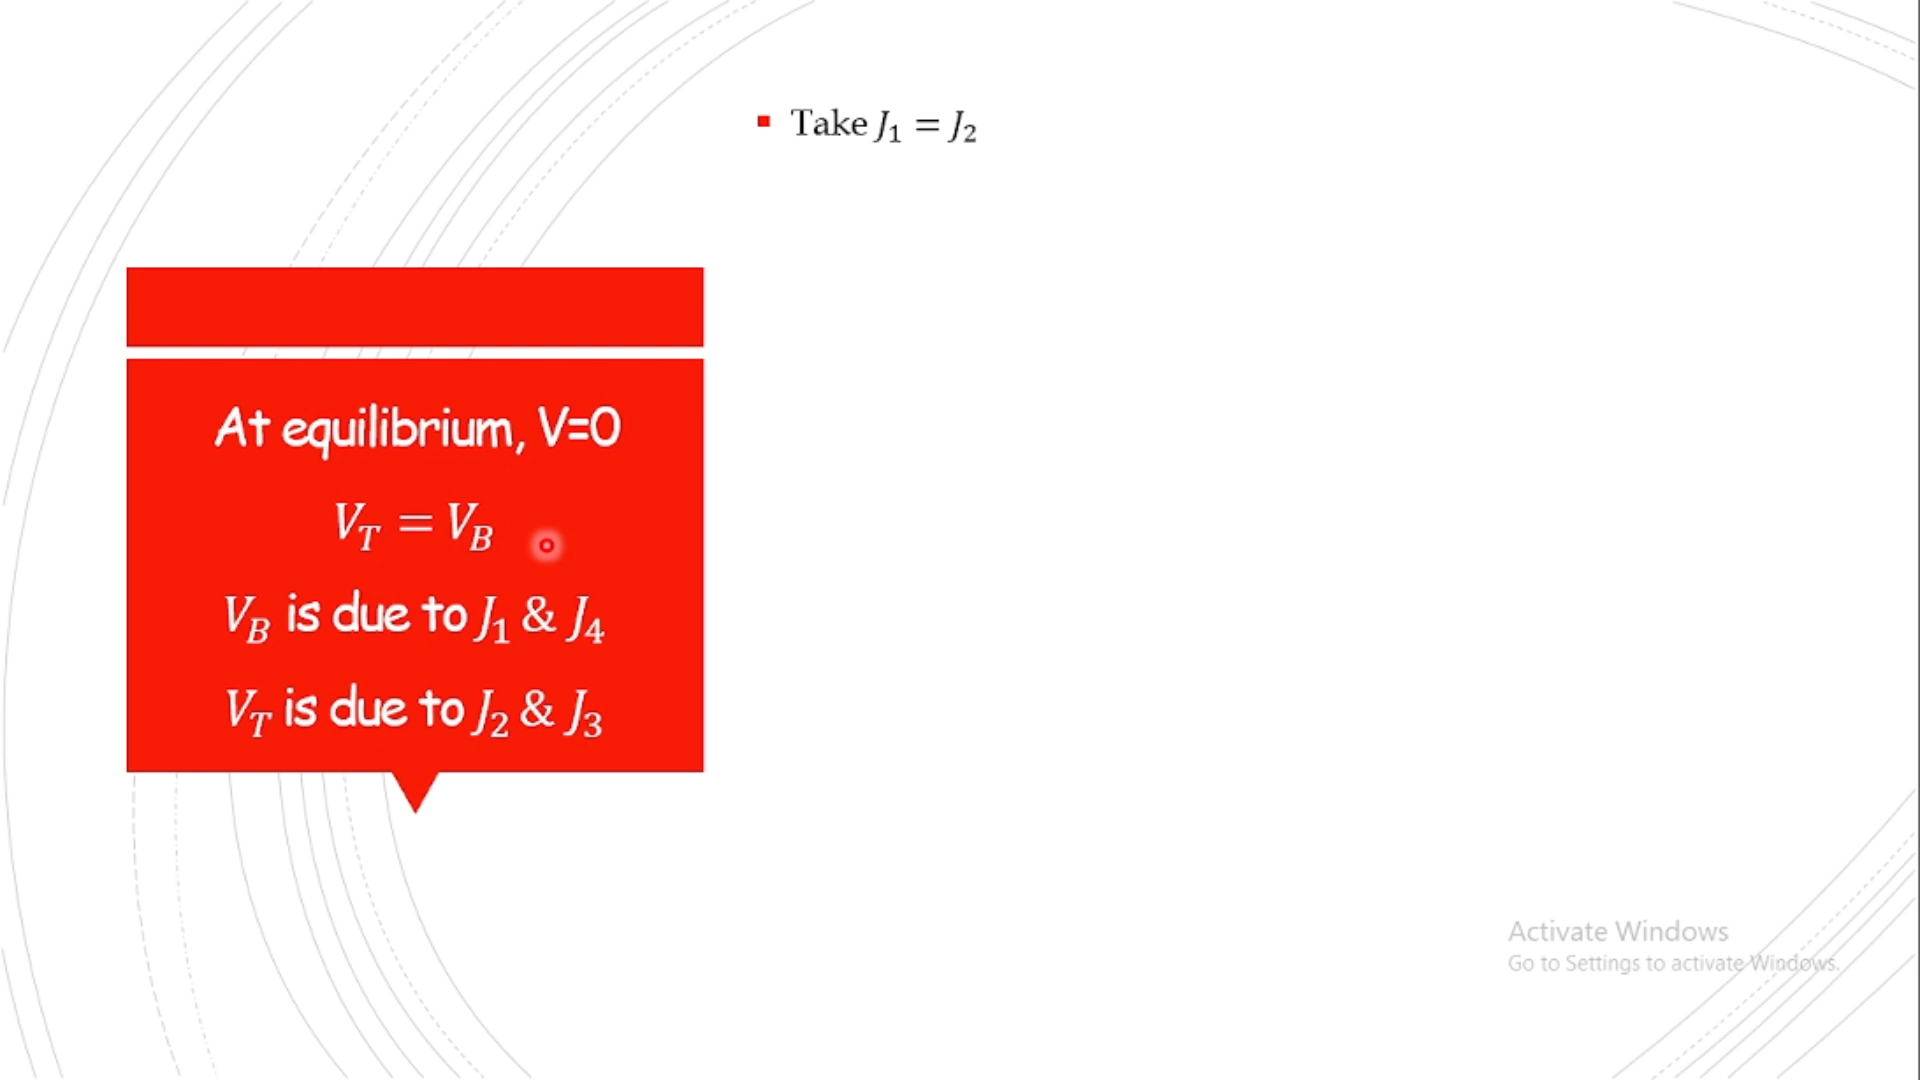 Take J₁ = J₂
At equilibrium, V=0
V_T = V_B
V_B is due to J₁ & J₄
V_T is due to J₂ & J₃
Activate Windows
Go to Settings to activate Windows.